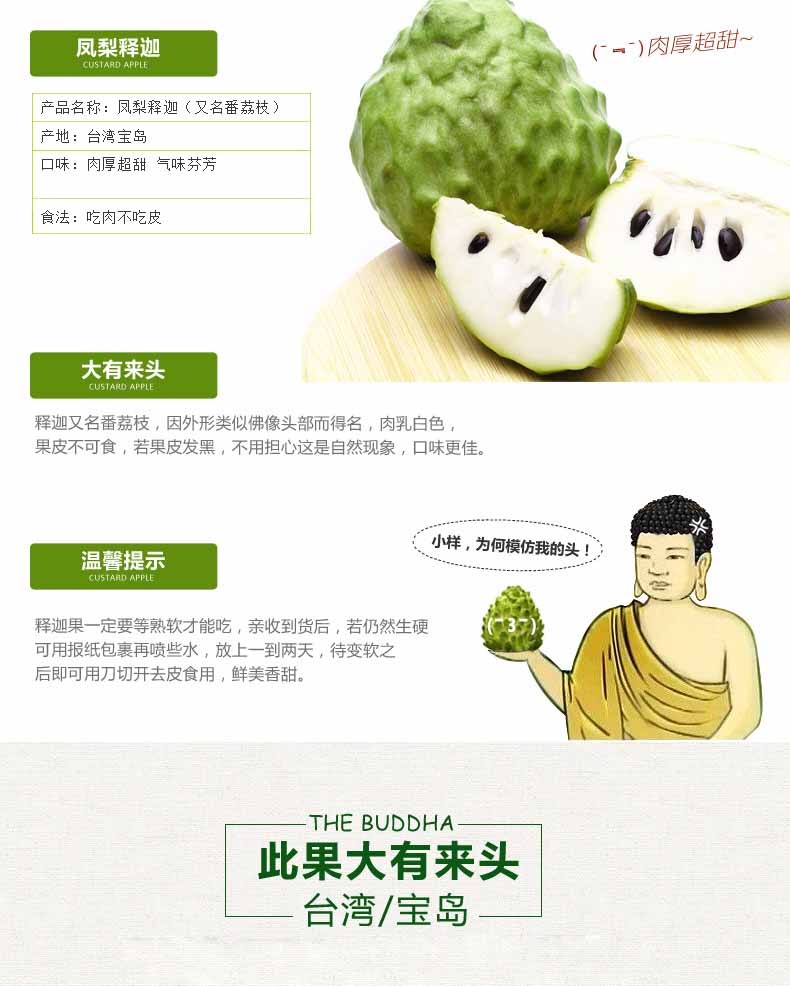 凤梨释迦
CUSTARD APPLE
(ˉ﹃ˉ)肉厚超甜~
产品名称：凤梨释迦（又名番荔枝）
产地：台湾宝岛
口味：肉厚超甜 气味芬芳
食法：吃肉不吃皮
大有来头
CUSTARD APPLE
释迦又名番荔枝，因外形类似佛像头部而得名，肉乳白色，
果皮不可食，若果皮发黑，不用担心这是自然现象，口味更佳。
小样，为何模仿我的头！
温馨提示
CUSTARD APPLE
(ˉ3ˉ)
释迦果一定要等熟软才能吃，亲收到货后，若仍然生硬
可用报纸包裹再喷些水，放上一到两天，待变软之
后即可用刀切开去皮食用，鲜美香甜。
THE BUDDHA
此果大有来头
台湾/宝岛